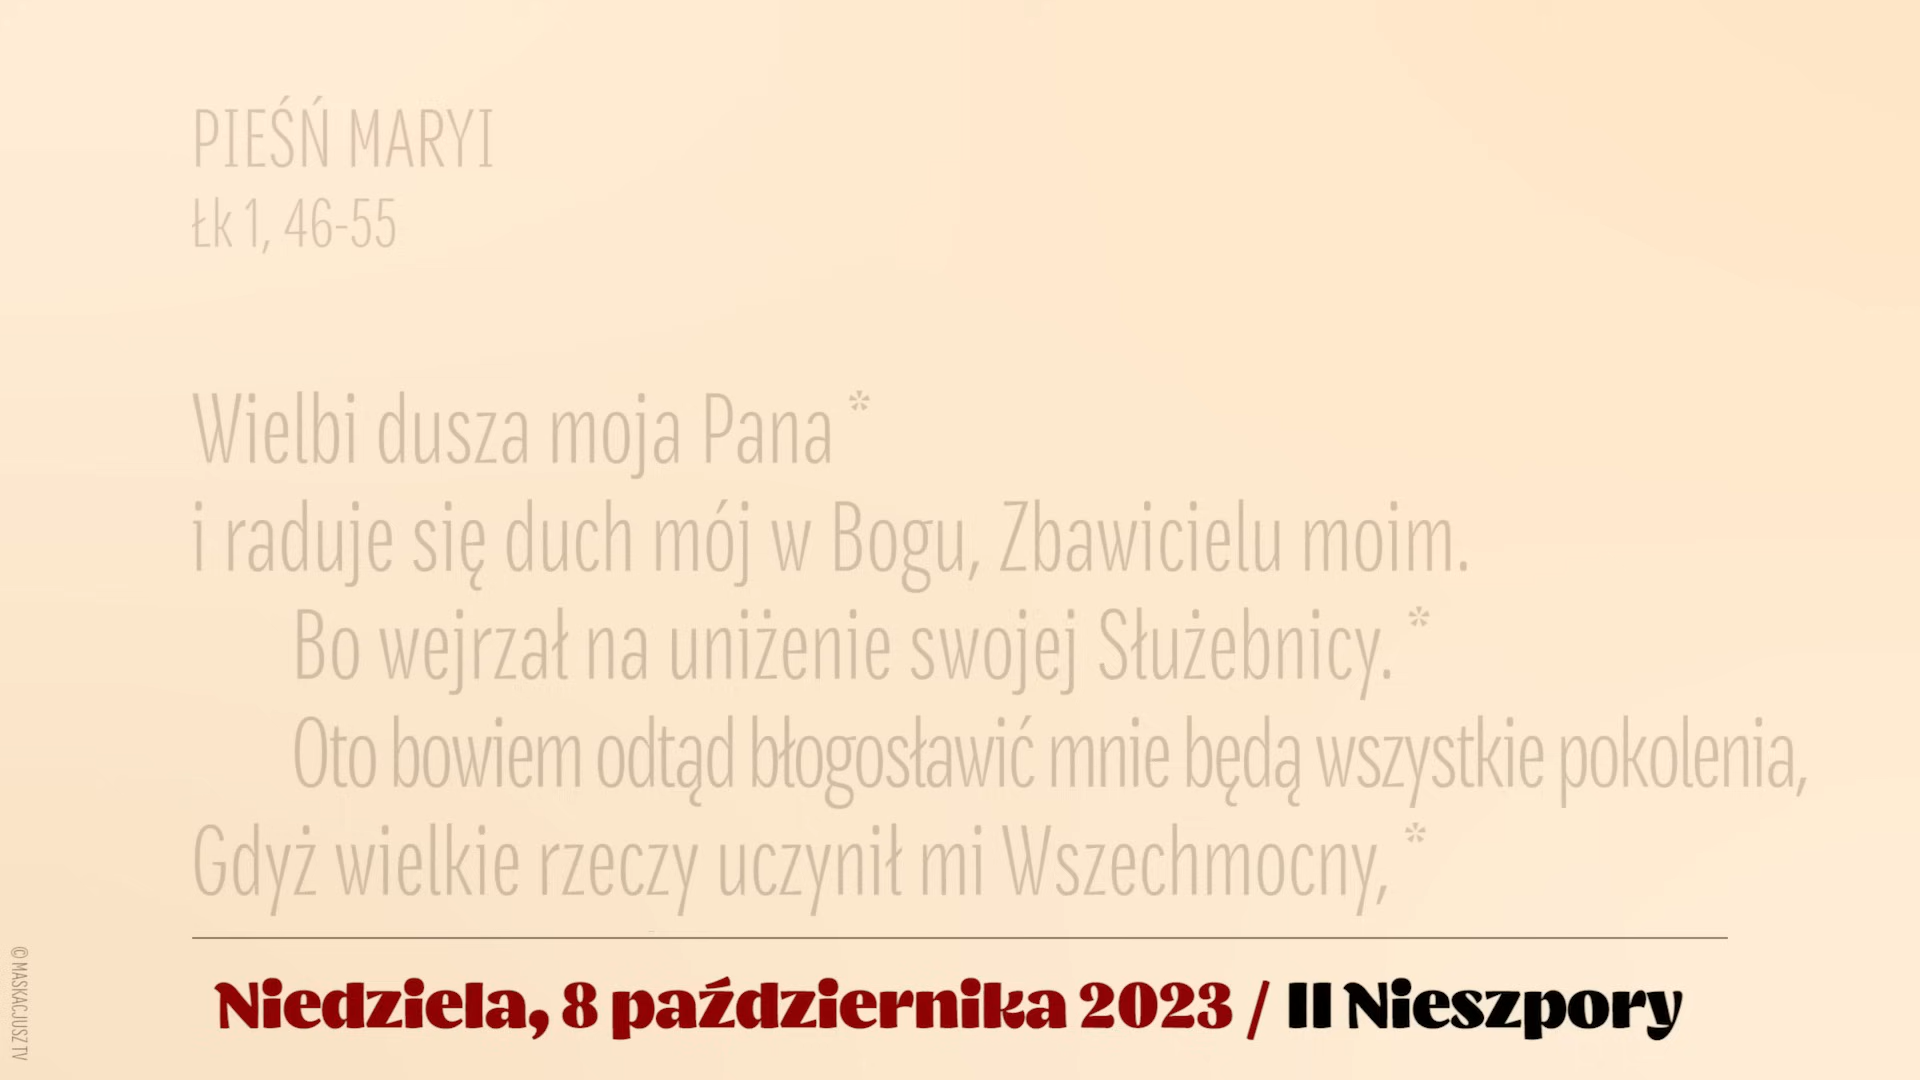 PIEŚŃ MARYI
Łk 1, 46-55
Wielbi dusza moja Pana *
i raduje się duch mój w Bogu, Zbawicielu moim.
Bo wejrzał na uniżenie swojej Służebnicy. *
Oto bowiem odtąd błogosławić mnie będą wszystkie pokolenia,
Gdyż wielkie rzeczy uczynił mi Wszechmocny, *
Niedziela, 8 października 2023 / II Nieszpory
© MASKACJUSZ TV